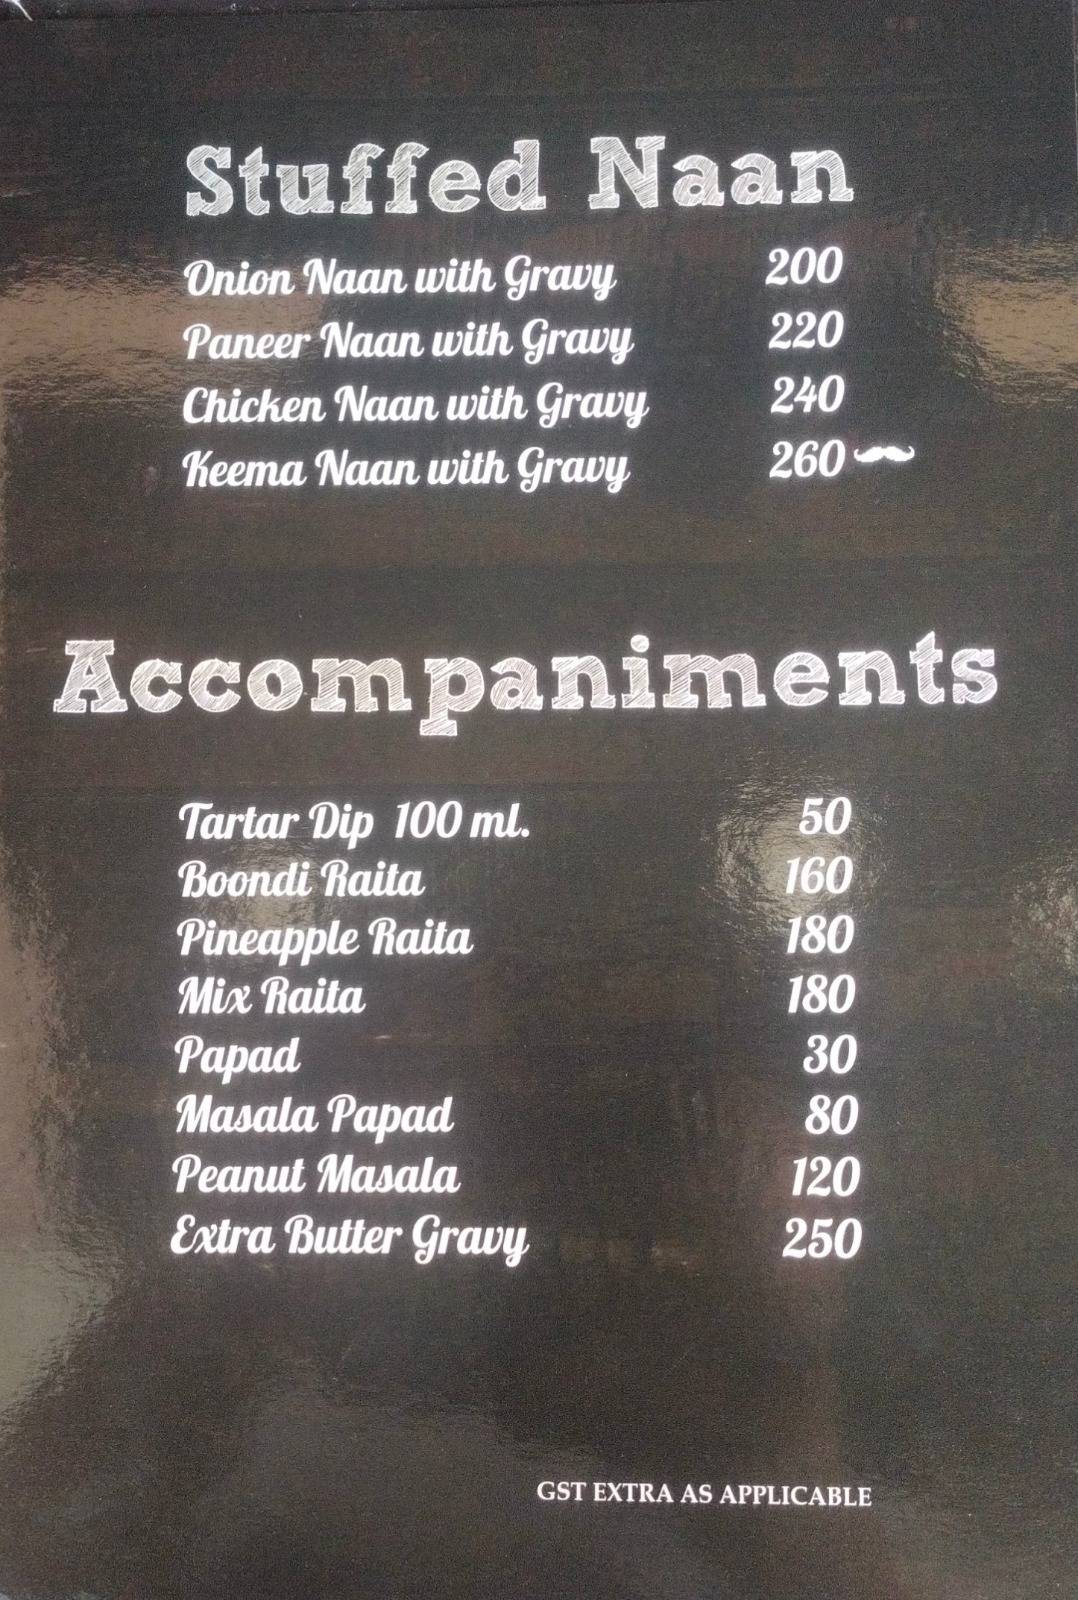 Stuffed Naan
Onion Naan with Gravy 200
Paneer Naan with Gravy 220
Chicken Naan with Gravy 240
Keema Naan with Gravy 260
Accompaniments
Tartar Dip 100 ml. 50
Boondi Raita 160
Pineapple Raita 180
Mix Raita 180
Papad 30
Masala Papad 80
Peanut Masala 120
Extra Butter Gravy 250
GST EXTRA AS APPLICABLE